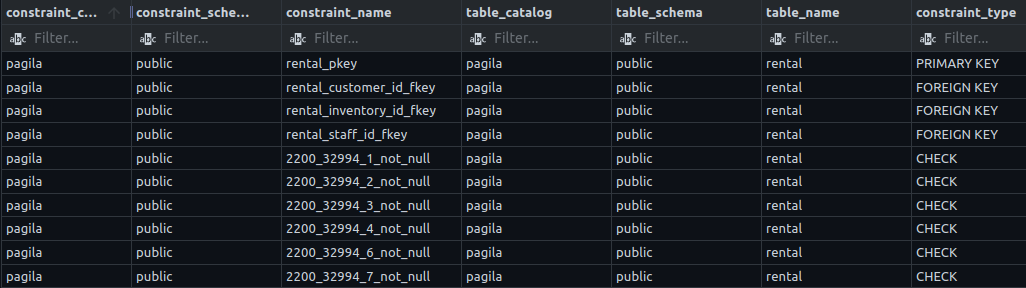 constraint_c... constraint_sche... constraint_name table_catalog table_schema table_name constraint_type
Filter... Filter... Filter... Filter... Filter... Filter... Filter...
pagila public rental_pkey pagila public rental PRIMARY KEY
pagila public rental_customer_id_fkey pagila public rental FOREIGN KEY
pagila public rental_inventory_id_fkey pagila public rental FOREIGN KEY
pagila public rental_staff_id_fkey pagila public rental FOREIGN KEY
pagila public 2200_32994_1_not_null pagila public rental CHECK
pagila public 2200_32994_2_not_null pagila public rental CHECK
pagila public 2200_32994_3_not_null pagila public rental CHECK
pagila public 2200_32994_4_not_null pagila public rental CHECK
pagila public 2200_32994_6_not_null pagila public rental CHECK
pagila public 2200_32994_7_not_null pagila public rental CHECK